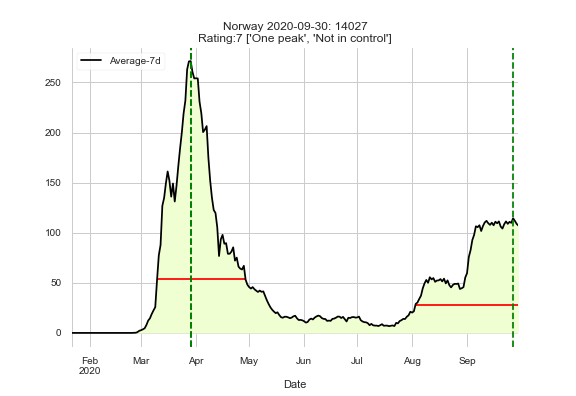 Norway 2020-09-30: 14027
Rating:7 ['One peak', 'Not in control']
Average-7d
250
200
150
100
50
0
Feb
2020
Mar
Apr
May
Jun
Jul
Aug
Sep
Date